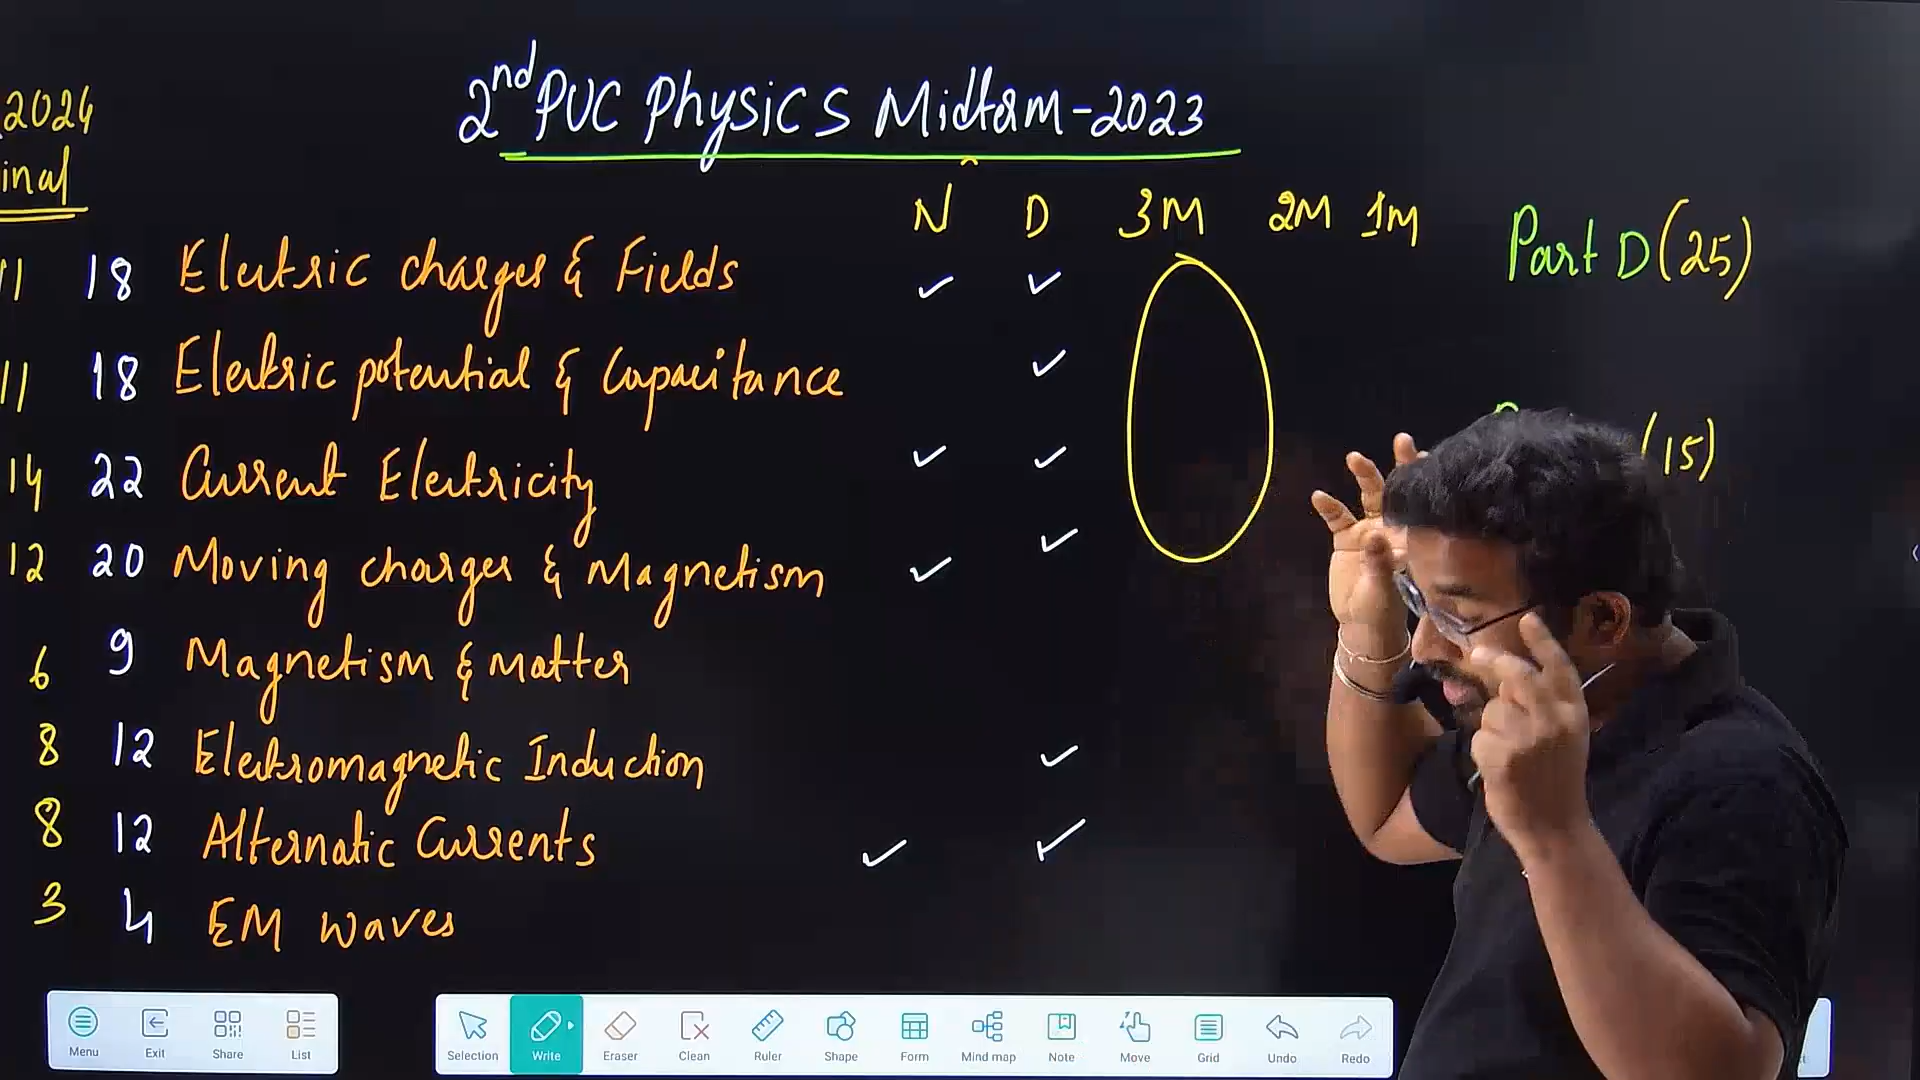 2nd PUC Physics Midterm-2023
2024
inal
N D 3M 2M 1M
Part D (25)
11 18 Electric charges & Fields
11 18 Electric potential & Capacitance
(15)
14 22 Current Electricity
12 20 Moving charges & Magnetism
6 9 Magnetism & matter
8 12 Electromagnetic Induction
8 12 Alternatic Currents
3 4 EM waves
Menu Exit Share List Selection Write Eraser Clean Ruler Shape Form Mind map Note Move Grid Undo Redo